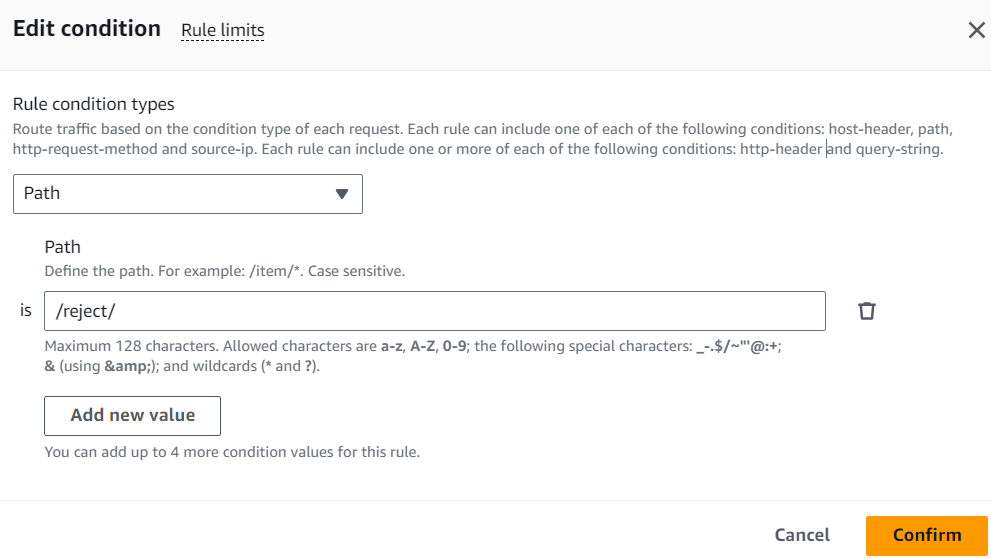 Edit condition Rule limits
Rule condition types
Route traffic based on the condition type of each request. Each rule can include one of each of the following conditions: host-header, path,
http-request-method and source-ip. Each rule can include one or more of each of the following conditions: http-header and query-string.
Path
Path
Define the path. For example: /item/*. Case sensitive.
is /reject/
Maximum 128 characters. Allowed characters are a-z, A-Z, 0-9; the following special characters: _-.$/~"'@:+;
& (using &amp;); and wildcards (* and ?).
Add new value
You can add up to 4 more condition values for this rule.
Cancel Confirm